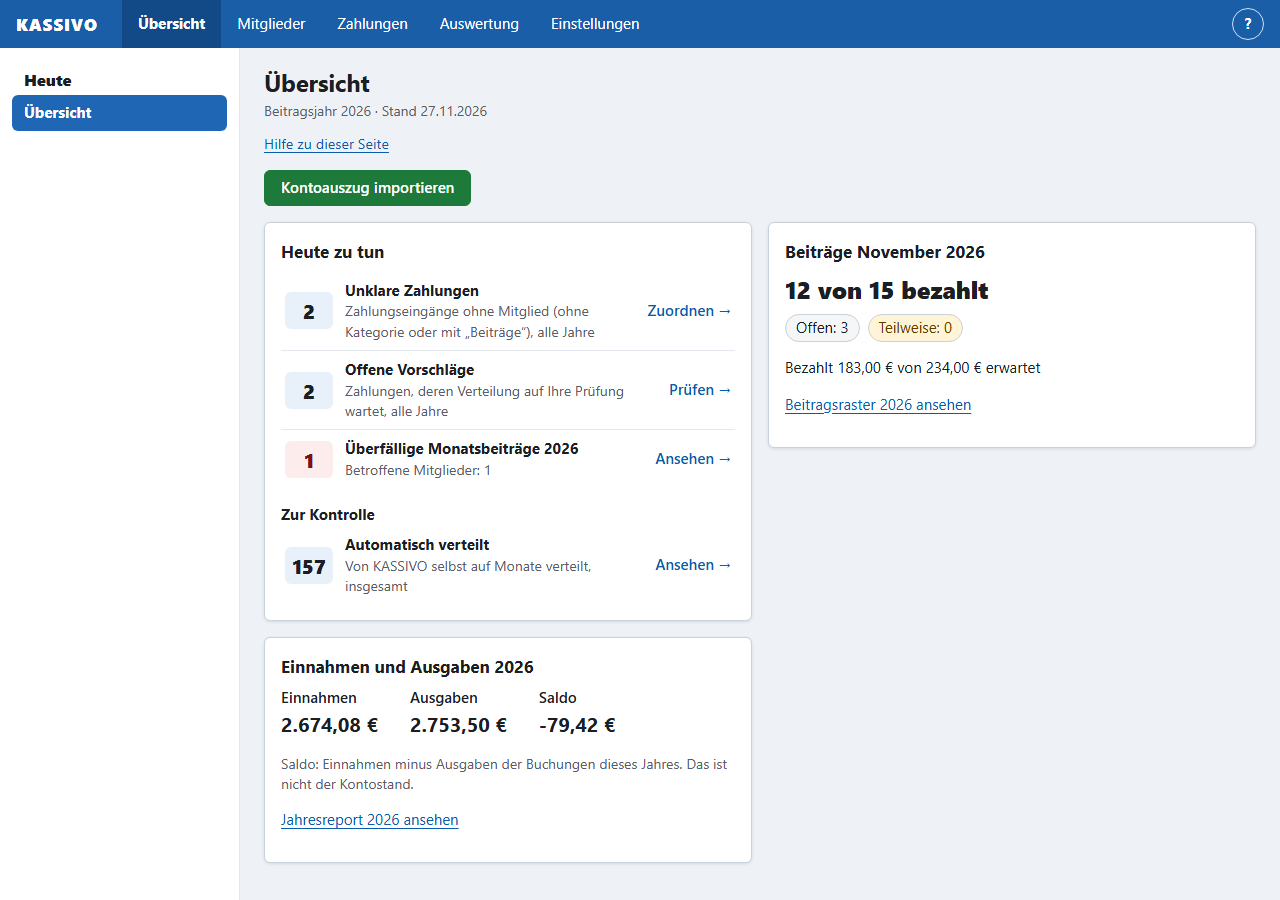 KASSIVO Übersicht Mitglieder Zahlungen Auswertung Einstellungen ?
Heute
Übersicht
Übersicht
Beitragsjahr 2026 · Stand 27.11.2026
Hilfe zu dieser Seite
Kontoauszug importieren
Heute zu tun
2
Unklare Zahlungen
Zahlungseingänge ohne Mitglied (ohne
Kategorie oder mit „Beiträge“), alle Jahre
Zuordnen →
2
Offene Vorschläge
Zahlungen, deren Verteilung auf Ihre Prüfung
wartet, alle Jahre
Prüfen →
1
Überfällige Monatsbeiträge 2026
Betroffene Mitglieder: 1
Ansehen →
Zur Kontrolle
157
Automatisch verteilt
Von KASSIVO selbst auf Monate verteilt,
insgesamt
Ansehen →
Beiträge November 2026
12 von 15 bezahlt
Offen: 3 Teilweise: 0
Bezahlt 183,00 € von 234,00 € erwartet
Beitragsraster 2026 ansehen
Einnahmen und Ausgaben 2026
Einnahmen Ausgaben Saldo
2.674,08 € 2.753,50 € -79,42 €
Saldo: Einnahmen minus Ausgaben der Buchungen dieses Jahres. Das ist
nicht der Kontostand.
Jahresreport 2026 ansehen